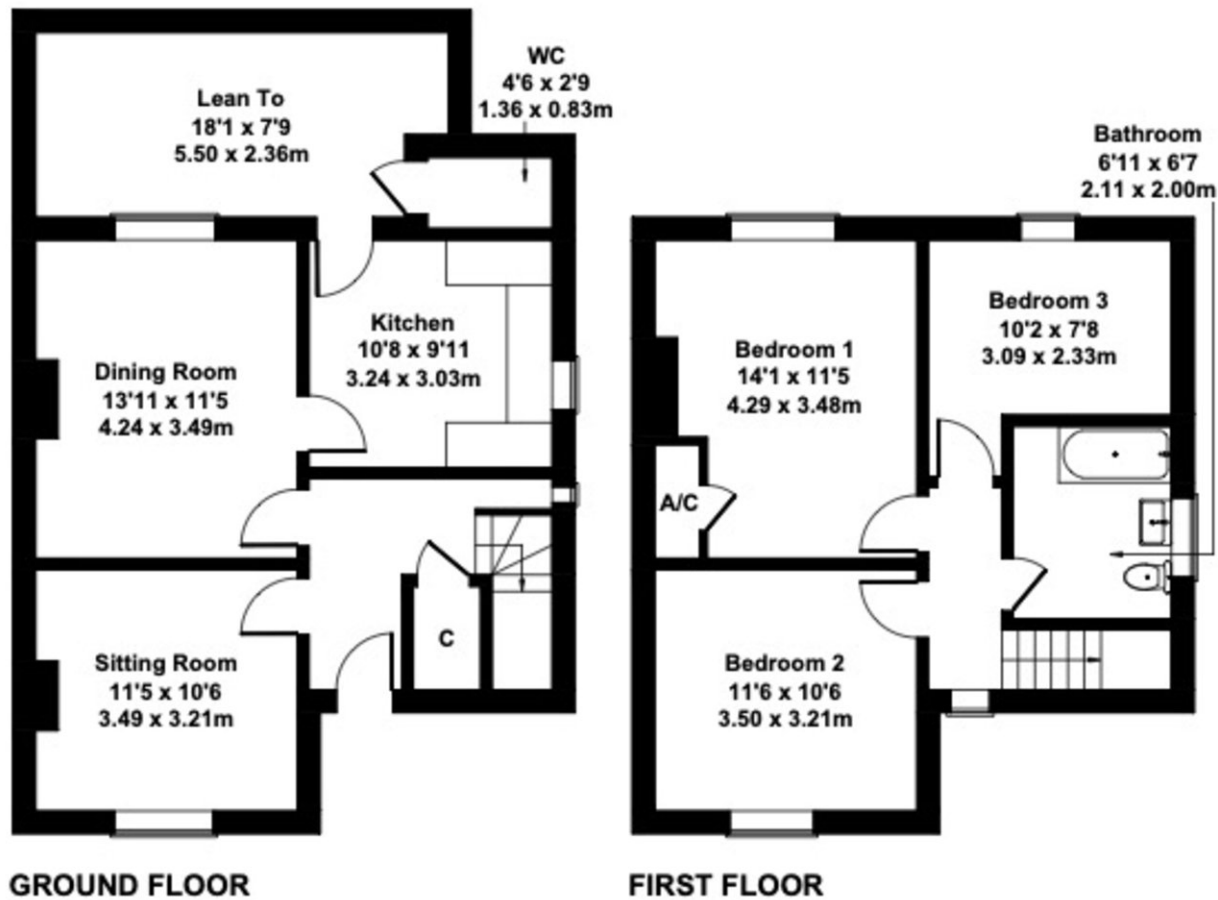 Lean To
18'1 x 7'9
5.50 x 2.36m
WC
4'6 x 2'9
1.36 x 0.83m
Kitchen
10'8 x 9'11
3.24 x 3.03m
Dining Room
13'11 x 11'5
4.24 x 3.49m
C
Sitting Room
11'5 x 10'6
3.49 x 3.21m
GROUND FLOOR
Bathroom
6'11 x 6'7
2.11 x 2.00m
Bedroom 3
10'2 x 7'8
3.09 x 2.33m
Bedroom 1
14'1 x 11'5
4.29 x 3.48m
A/C
Bedroom 2
11'6 x 10'6
3.50 x 3.21m
FIRST FLOOR